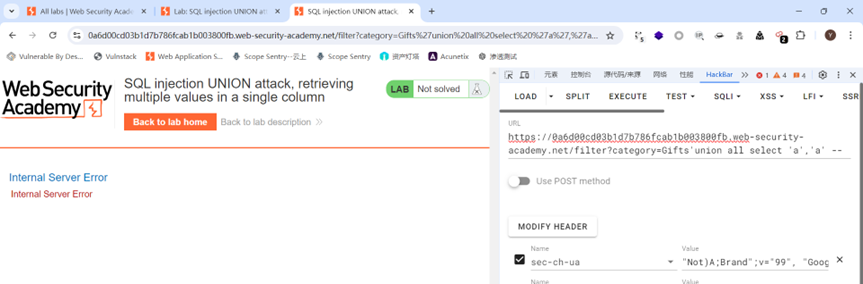 All labs | Web Security Acade
Lab: SQL injection UNION att
SQL injection UNION attack,
0a6d00cd03b1d7b786fcab1b003800fb.web-security-academy.net/filter?category=Gifts%27union%20all%20select%20%27a%27,%27a...
Vulnerable By Des...
Vulnstack
Web Application S...
Scope Sentry--云上
Scope Sentry
资产灯塔
Acunetix
渗透测试
WebSecurity
Academy
SQL injection UNION attack, retrieving
multiple values in a single column
LAB
Not solved
Back to lab home
Back to lab description
Internal Server Error
Internal Server Error
元素
控制台
源代码/来源
网络
性能
HackBar
1
4
4
LOAD
SPLIT
EXECUTE
TEST
SQLI
XSS
LFI
SSR
URL
https://0a6d00cd03b1d7b786fcab1b003800fb.web-security-
academy.net/filter?category=Gifts'union all select 'a','a' --
Use POST method
MODIFY HEADER
Name
Value
sec-ch-ua
"Not)A;Brand";v="99", "Goog
Name
Value